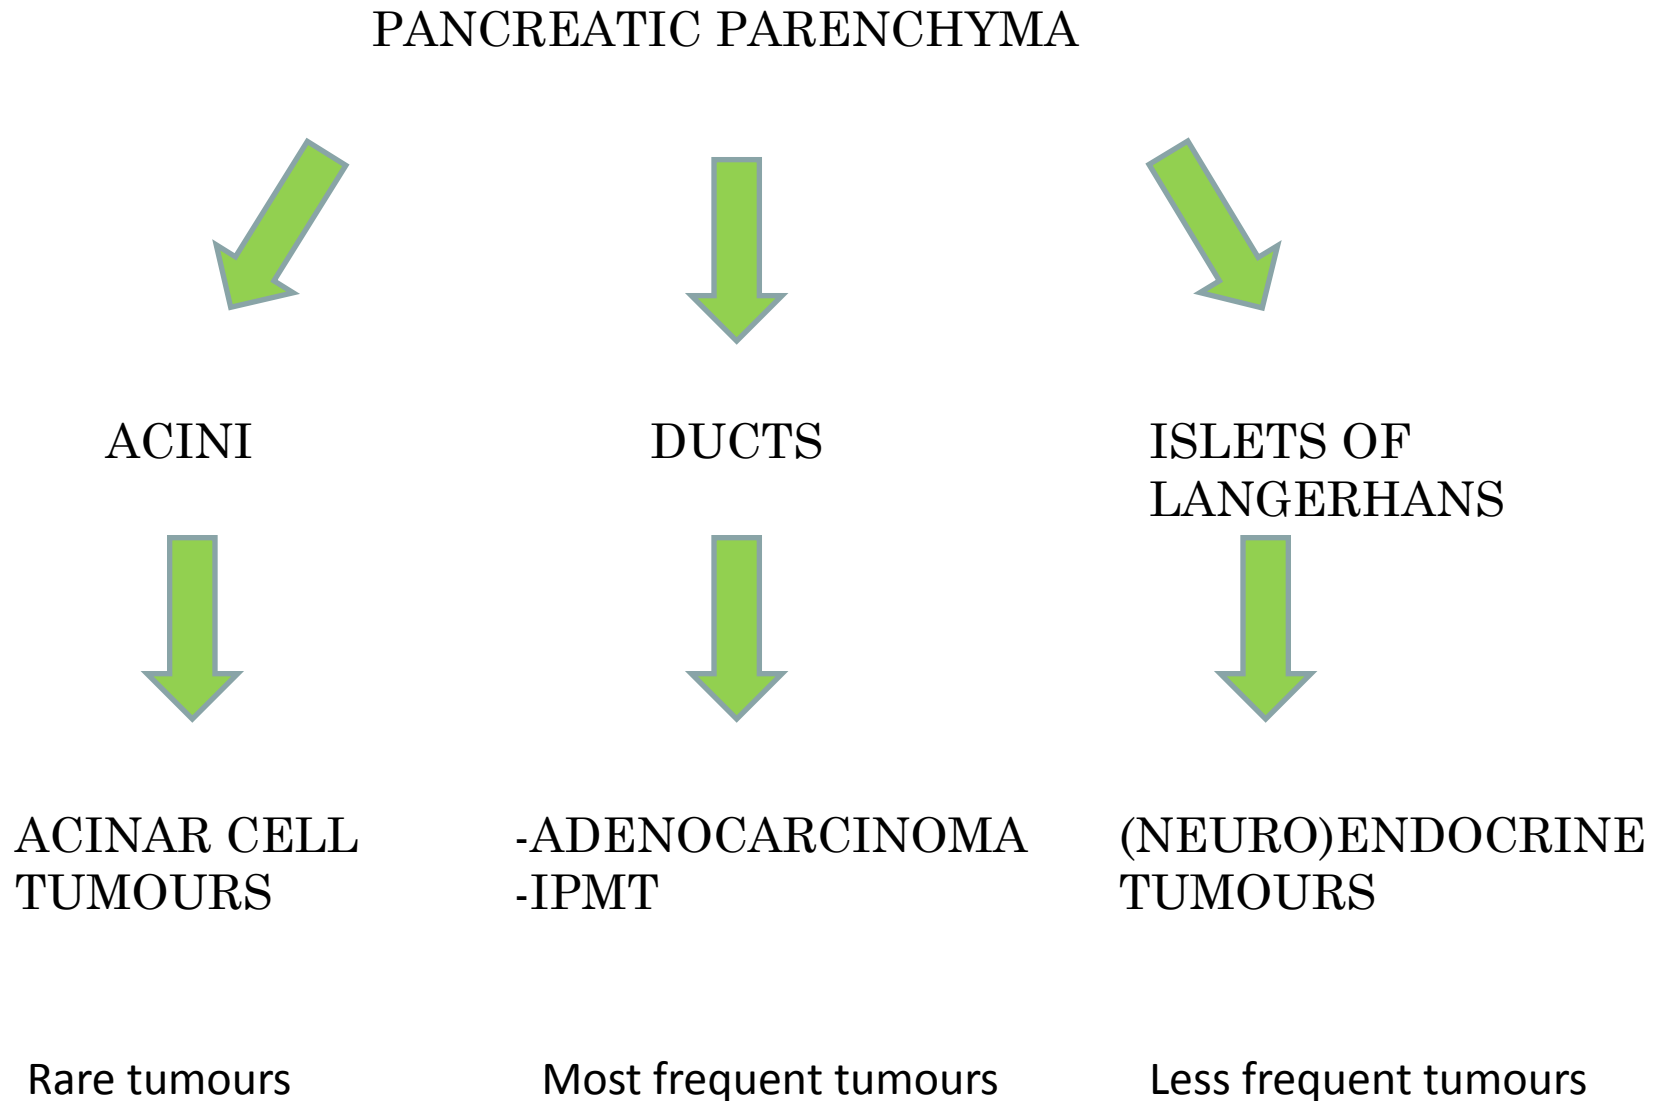 PANCREATIC PARENCHYMA
ACINI
DUCTS
ISLETS OF
LANGERHANS
ACINAR CELL
TUMOURS
-ADENOCARCINOMA
-IPMT
(NEURO)ENDOCRINE
TUMOURS
Rare tumours
Most frequent tumours
Less frequent tumours